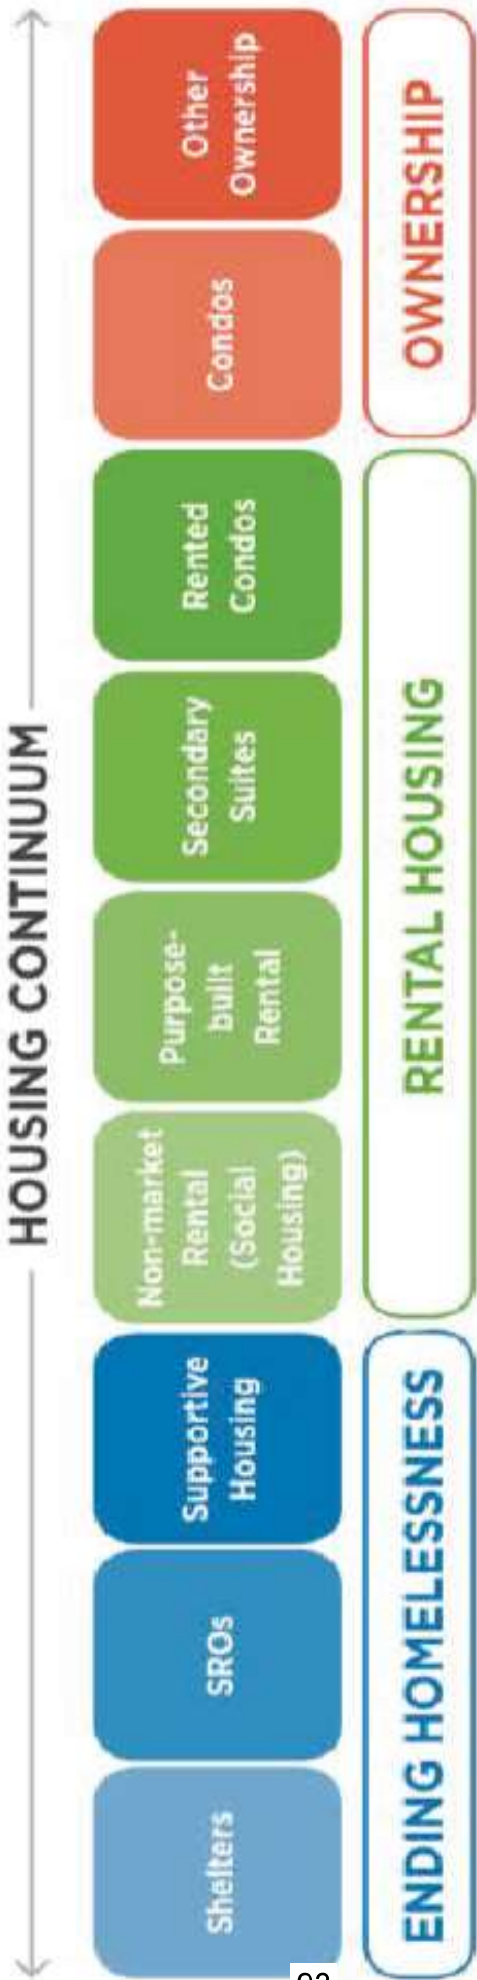 HOUSING CONTINUUM
Shelters
SROs
Supportive
Housing
Non-market
Rental
(Social
Housing)
Purpose-
built
Rental
Secondary
Suites
Rented
Condos
Condos
Other
Ownership
ENDING HOMELESSNESS
RENTAL HOUSING
OWNERSHIP